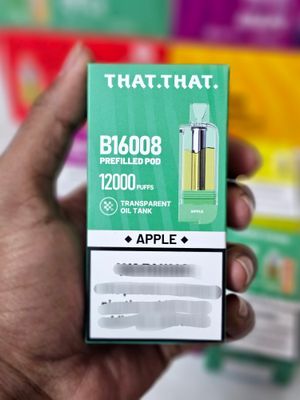 THAT.THAT.
B16008
PREFILLED POD
12000 PUFFS
TRANSPARENT
OIL TANK
APPLE
◆ APPLE ◆